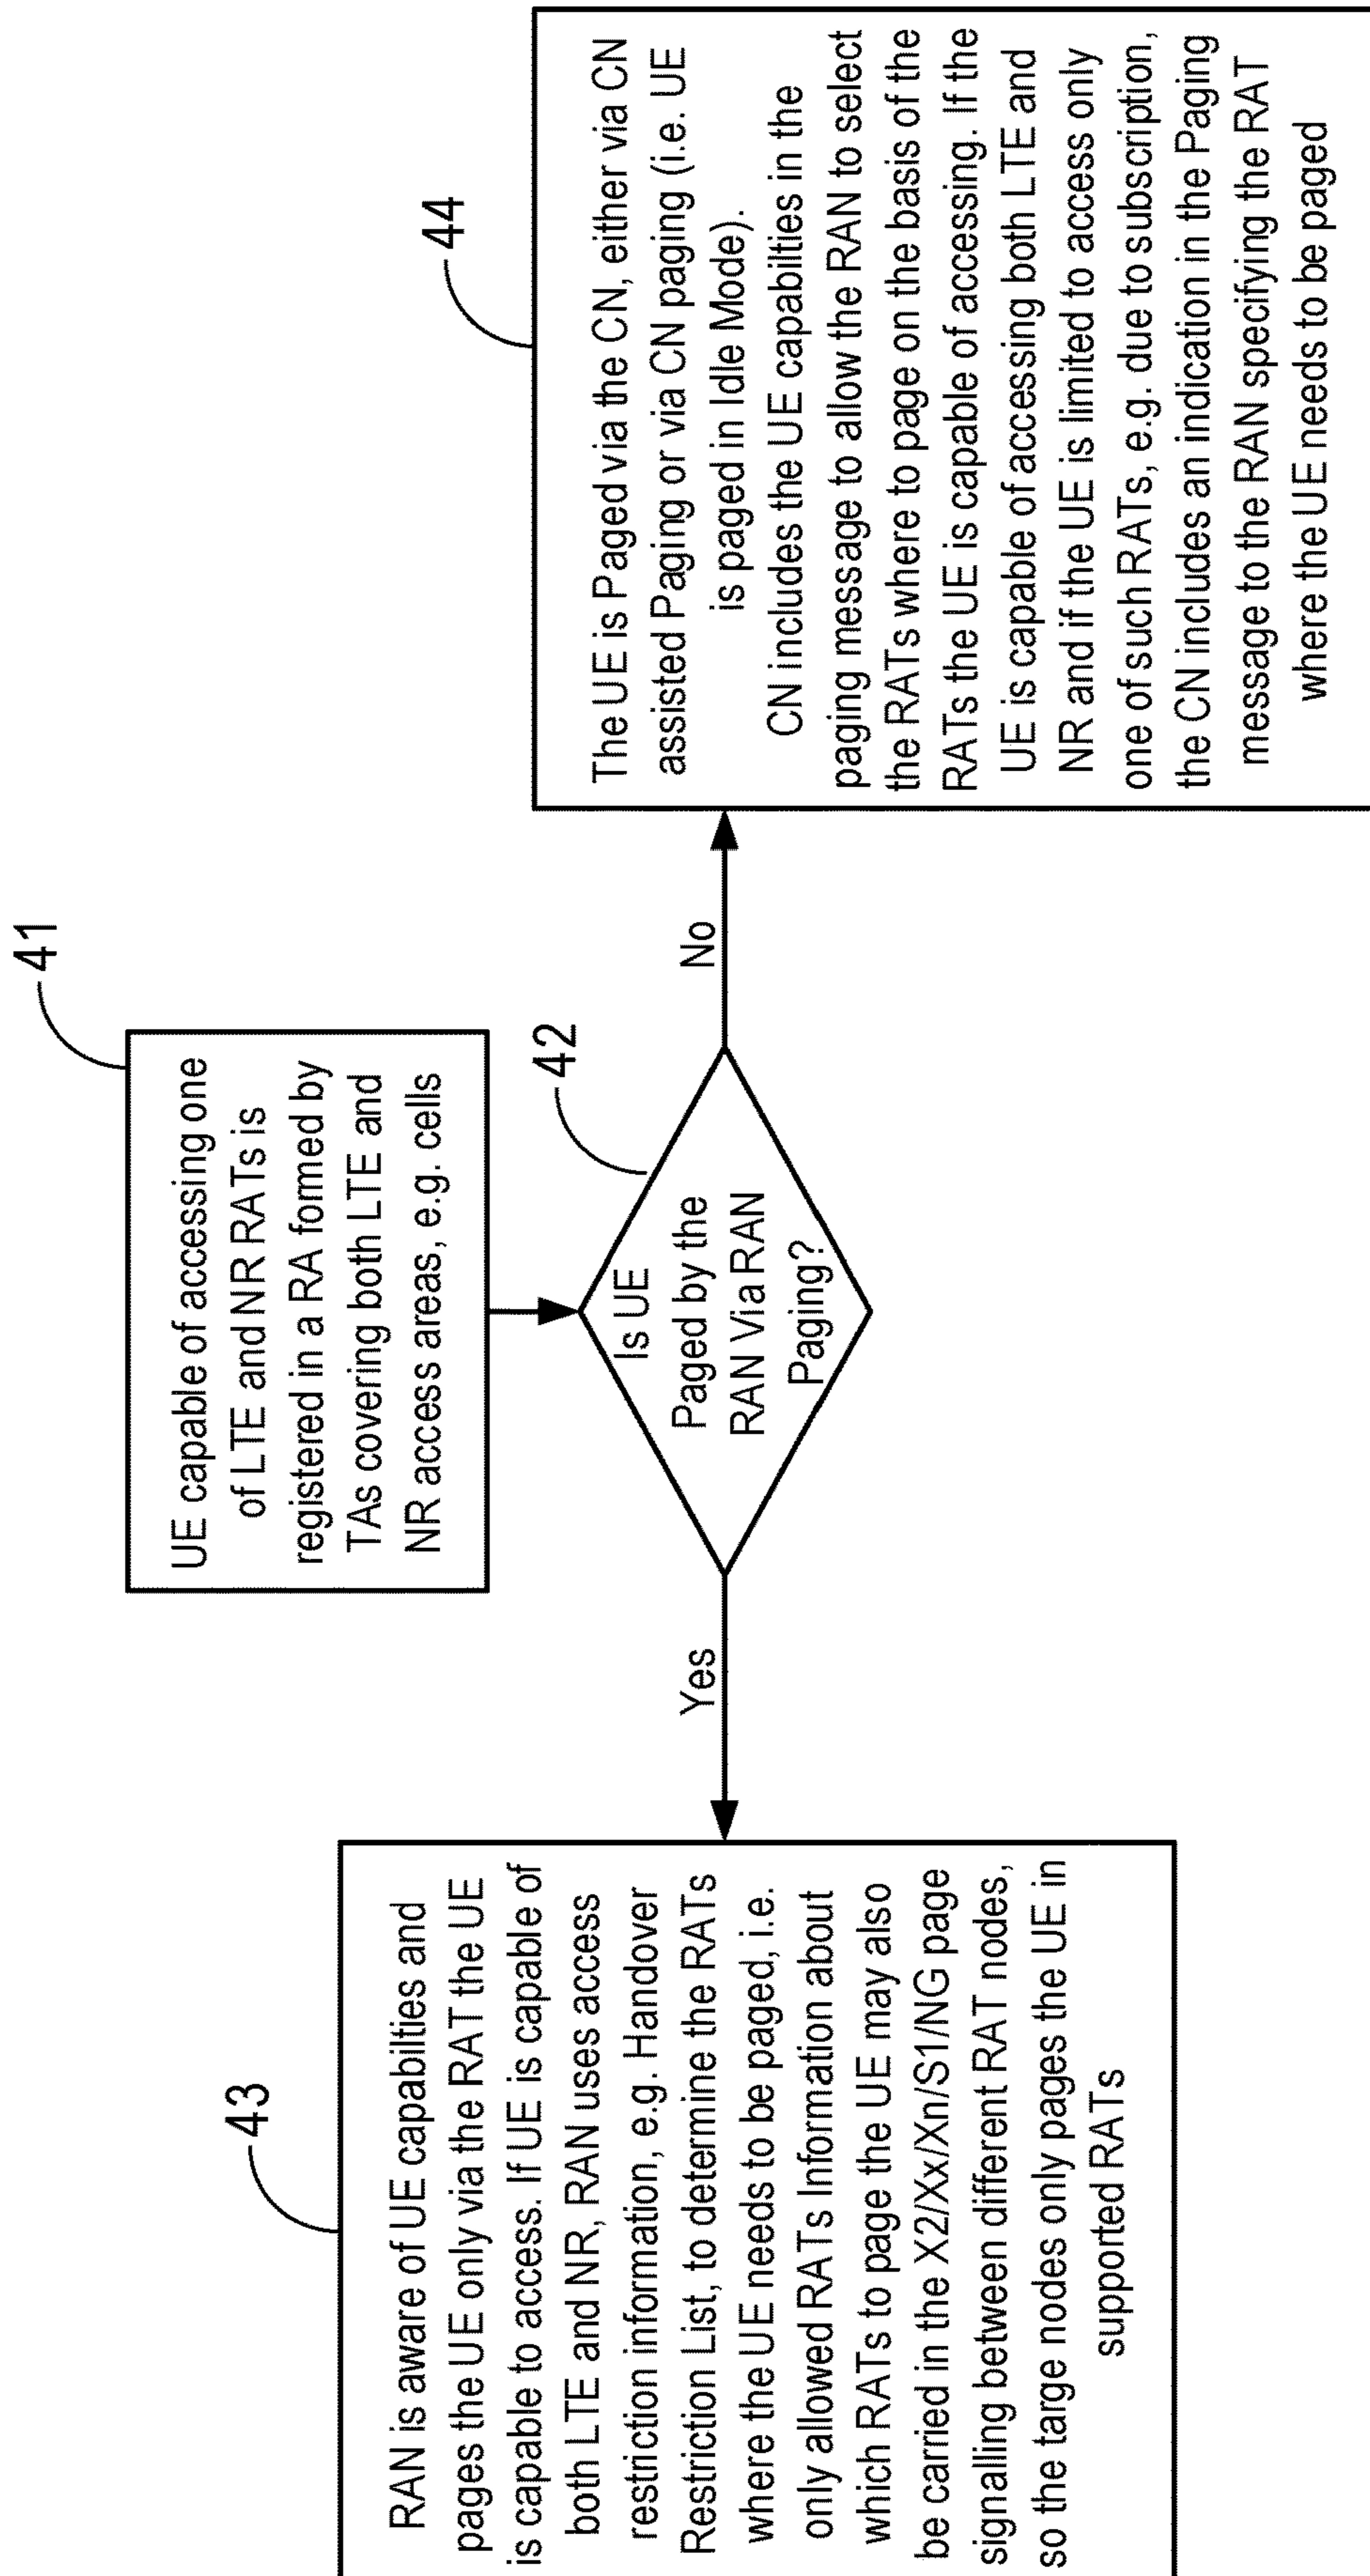 41
UE capable of accessing one
of LTE and NR RATs is
registered in a RA formed by
TAs covering both LTE and
NR access areas, e.g. cells
42
Is UE
Paged by the
RAN Via RAN
Paging?
Yes
No
43
RAN is aware of UE capabilties and
pages the UE only via the RAT the UE
is capable to access. If UE is capable of
both LTE and NR, RAN uses access
restriction information, e.g. Handover
Restriction List, to determine the RATs
where the UE needs to be paged, i.e.
only allowed RATs Information about
which RATs to page the UE may also
be carried in the X2/Xx/Xn/S1/NG page
signalling between different RAT nodes,
so the targe nodes only pages the UE in
supported RATs
44
The UE is Paged via the CN, either via CN
assisted Paging or via CN paging (i.e. UE
is paged in Idle Mode).
CN includes the UE capabilities in the
paging message to allow the RAN to select
the RATs where to page on the basis of the
RATs the UE is capable of accessing. If the
UE is capable of accessing both LTE and
NR and if the UE is limited to access only
one of such RATs, e.g. due to subscription,
the CN includes an indication in the Paging
message to the RAN specifying the RAT
where the UE needs to be paged